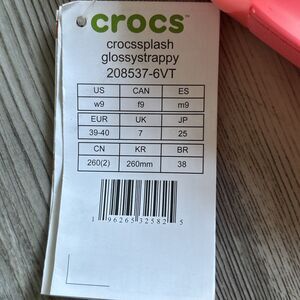 crocs
crocssplash
glossystrappy
208537-6VT
US CAN ES
w9 f9 m9
EUR UK JP
39-40 7 25
CN KR BR
260(2) 260mm 38
1 96265 32582 5